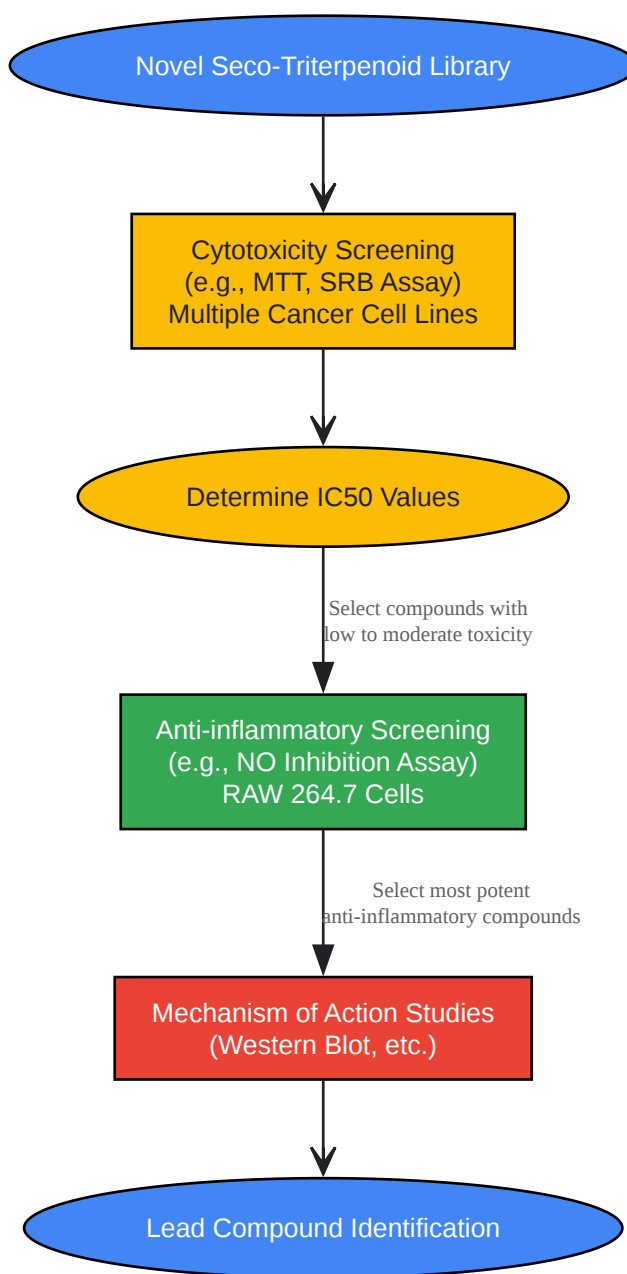 Novel Seco-Triterpenoid Library
Cytotoxicity Screening
(e.g., MTT, SRB Assay)
Multiple Cancer Cell Lines
Determine IC50 Values
Select compounds with
low to moderate toxicity
Anti-inflammatory Screening
(e.g., NO Inhibition Assay)
RAW 264.7 Cells
Select most potent
anti-inflammatory compounds
Mechanism of Action Studies
(Western Blot, etc.)
Lead Compound Identification